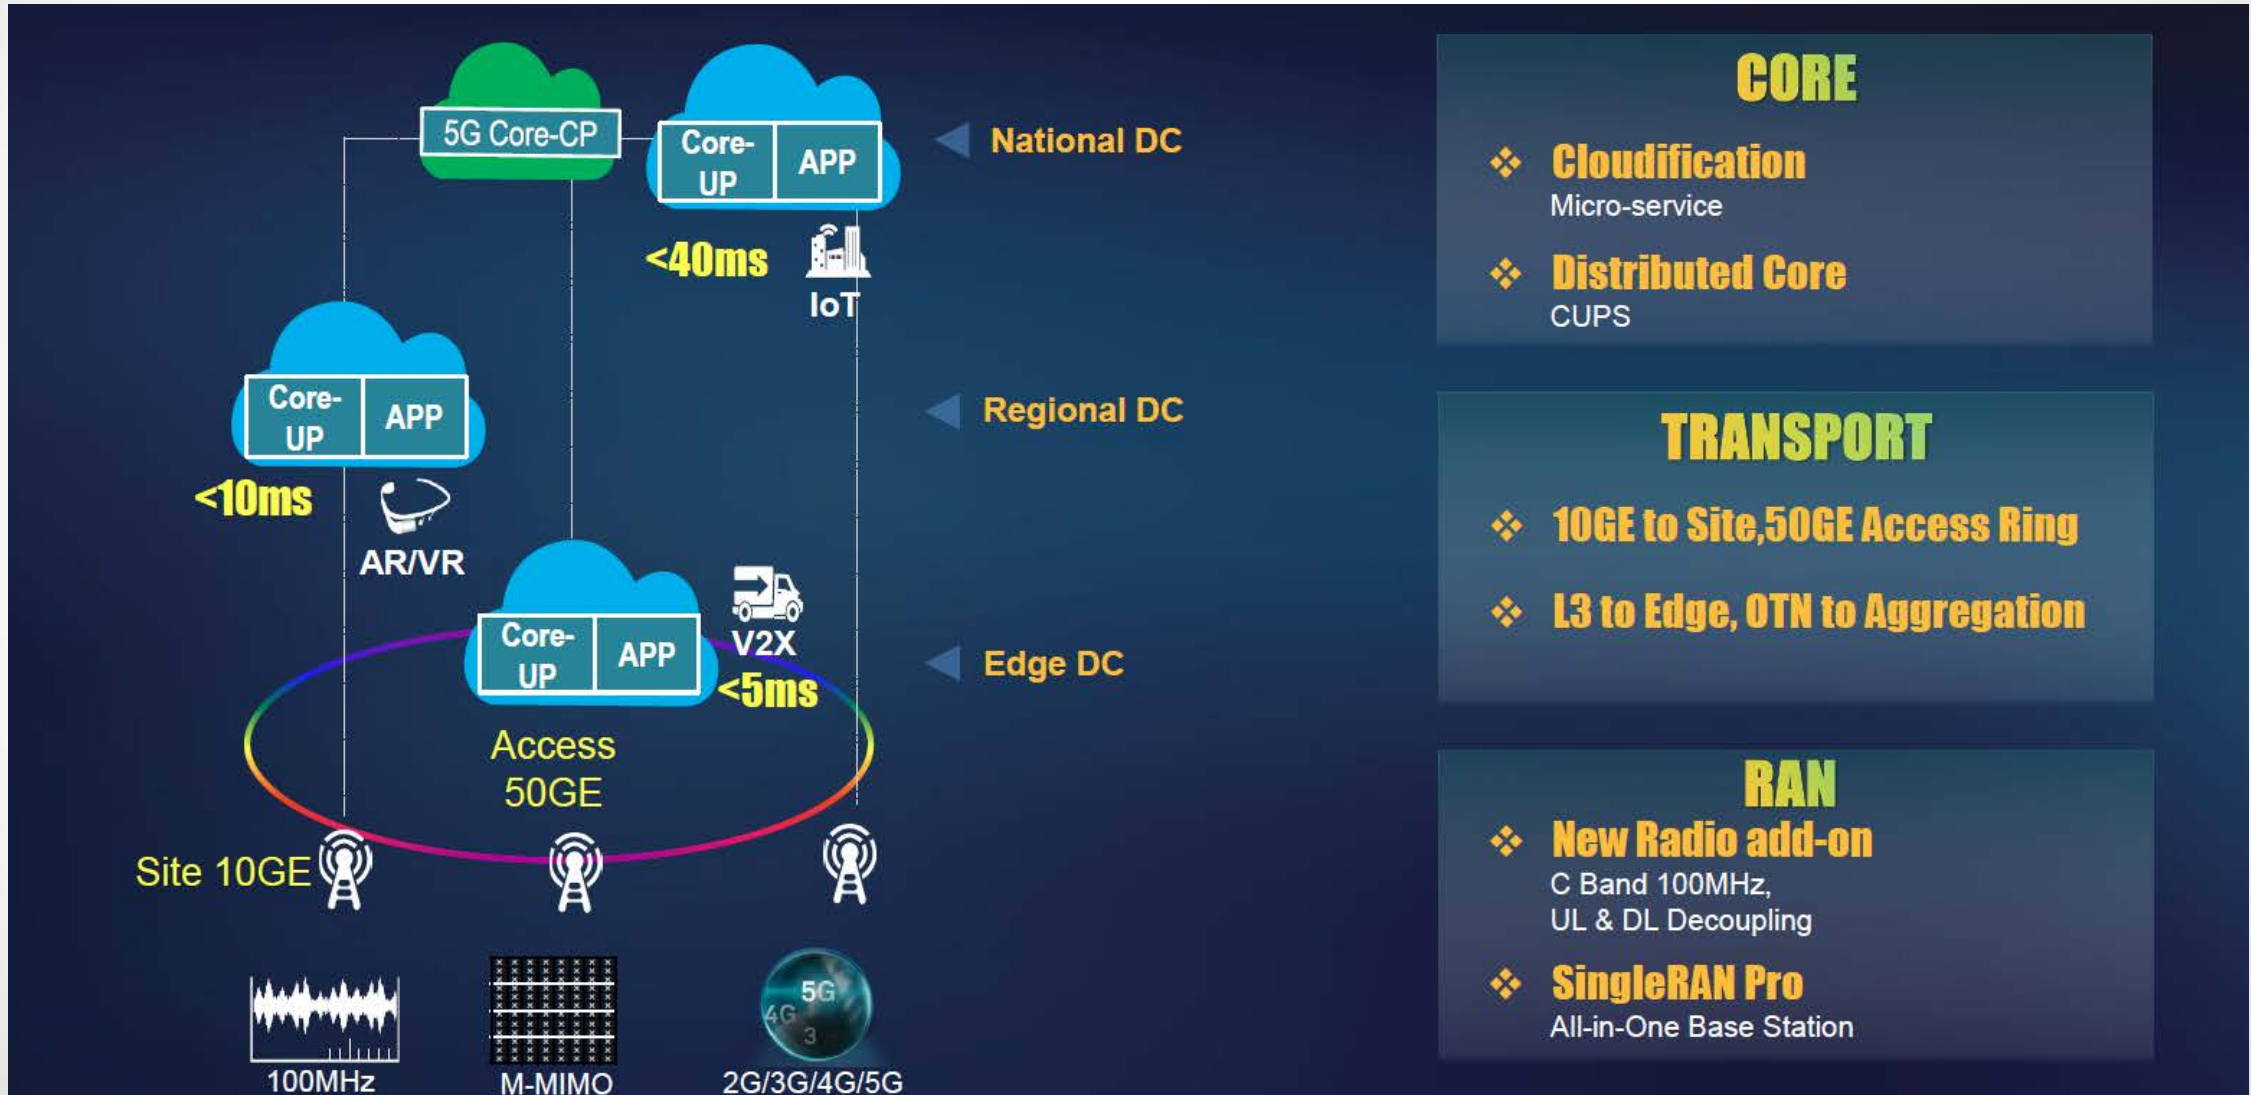 5G Core-CP
Core-
UP
APP
National DC
<40ms
IoT
Core-
UP
APP
Regional DC
<10ms
AR/VR
Core-
UP
APP
V2X
<5ms
Edge DC
Access
50GE
Site 10GE
5G
4G
3
100MHz
M-MIMO
2G/3G/4G/5G
CORE
❖ Cloudification
Micro-service
❖ Distributed Core
CUPS
TRANSPORT
❖ 10GE to Site,50GE Access Ring
❖ L3 to Edge, OTN to Aggregation
RAN
❖ New Radio add-on
C Band 100MHz,
UL & DL Decoupling
❖ SingleRAN Pro
All-in-One Base Station